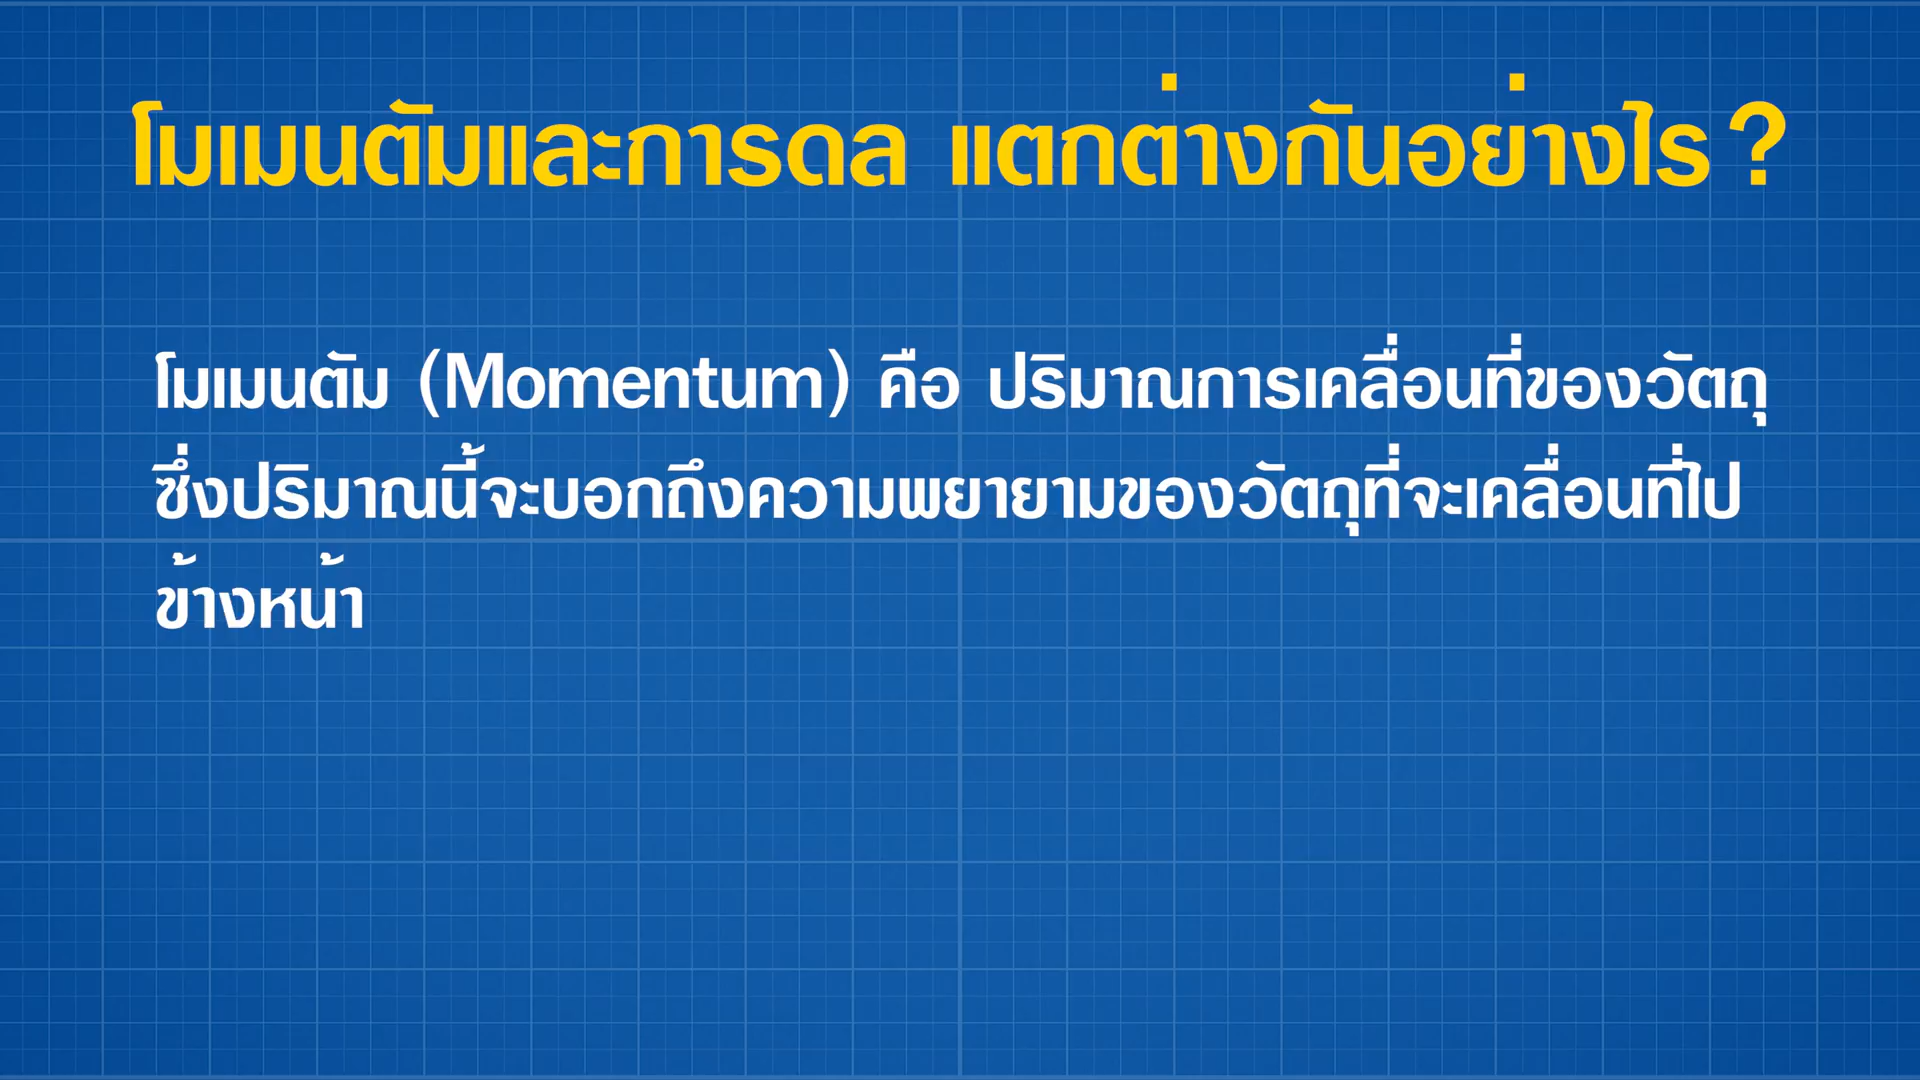 โมเมนตัมและการดล แตกต่างกันอย่างไร ?
โมเมนตัม (Momentum) คือ ปริมาณการเคลื่อนที่ของวัตถุ
ซึ่งปริมาณนี้จะบอกถึงความพยายามของวัตถุที่จะเคลื่อนที่ไป
ข้างหน้า